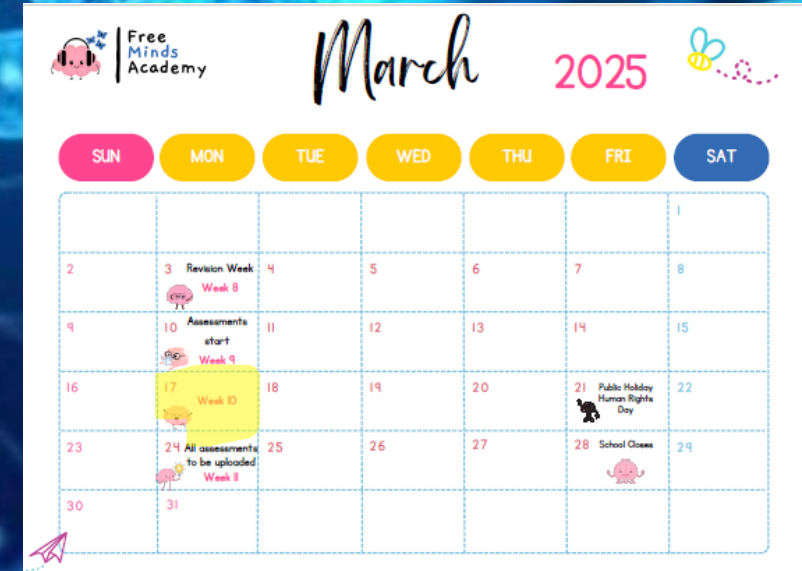 Free
Minds
Academy
March 2025
SUN MON TUE WED THU FRI SAT
1
2 3 Revision Week 4 5 6 7 8
Week 8
9 10 Assessments 11 12 13 14 15
start
Week 9
16 17 18 19 20 21 Public Holiday 22
Week 10 Human Rights
Day
23 24 All assessments 25 26 27 28 School Closes 29
to be uploaded
Week 11
30 31